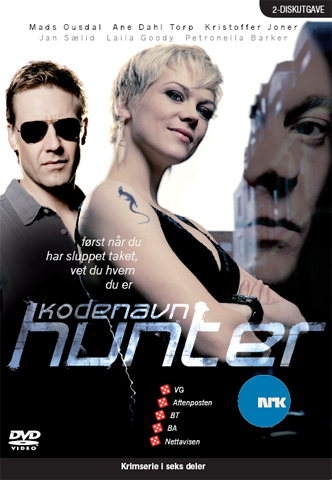 2-DISKUTGAVE
Mads Ousdal Ane Dahl Torp Kristoffer Joner
Jan Sælid Laila Goody Petronella Barker
først når du
har sluppet taket,
vet du hvem
du er
kodenavn
hunter
VG
Aftenposten
BT
BA
Nettavisen
NRK
DVD
VIDEO
Krimserie i seks deler